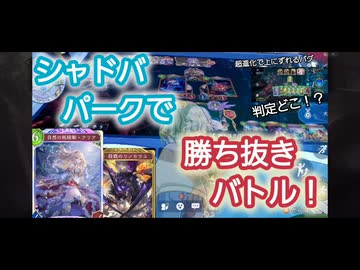 シャドバ
パークで
超進化で上にずれるバグ
判定どこ！？
勝ち抜き
バトル！